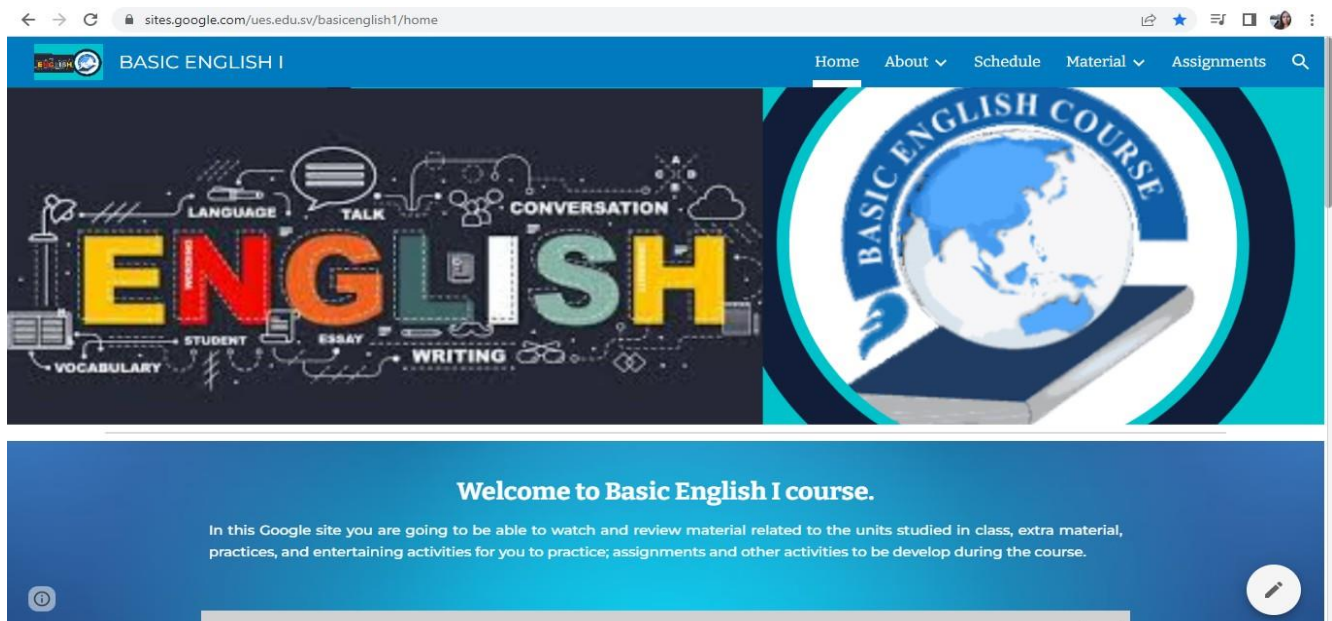 sites.google.com/ues.edu.sv/basicenglish1/home
ENGLISH
BASIC ENGLISH I
Home About Schedule Material Assignments
BASIC ENGLISH COURSE
LANGUAGE
TALK
CONVERSATION
ENGLISH
STUDENT
ESSAY
WRITING
VOCABULARY
Welcome to Basic English I course.
In this Google site you are going to be able to watch and review material related to the units studied in class, extra material,
practices, and entertaining activities for you to practice; assignments and other activities to be develop during the course.